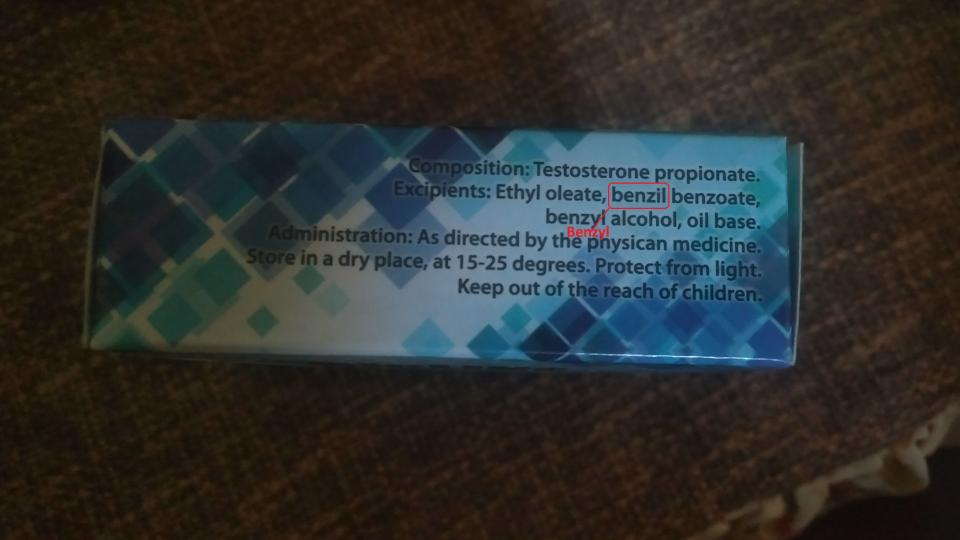 Composition: Testosterone propionate.
Excipients: Ethyl oleate, benzil benzoate,
benzyl alcohol, oil base.
Benzyl
Administration: As directed by the physican medicine.
Store in a dry place, at 15-25 degrees. Protect from light.
Keep out of the reach of children.